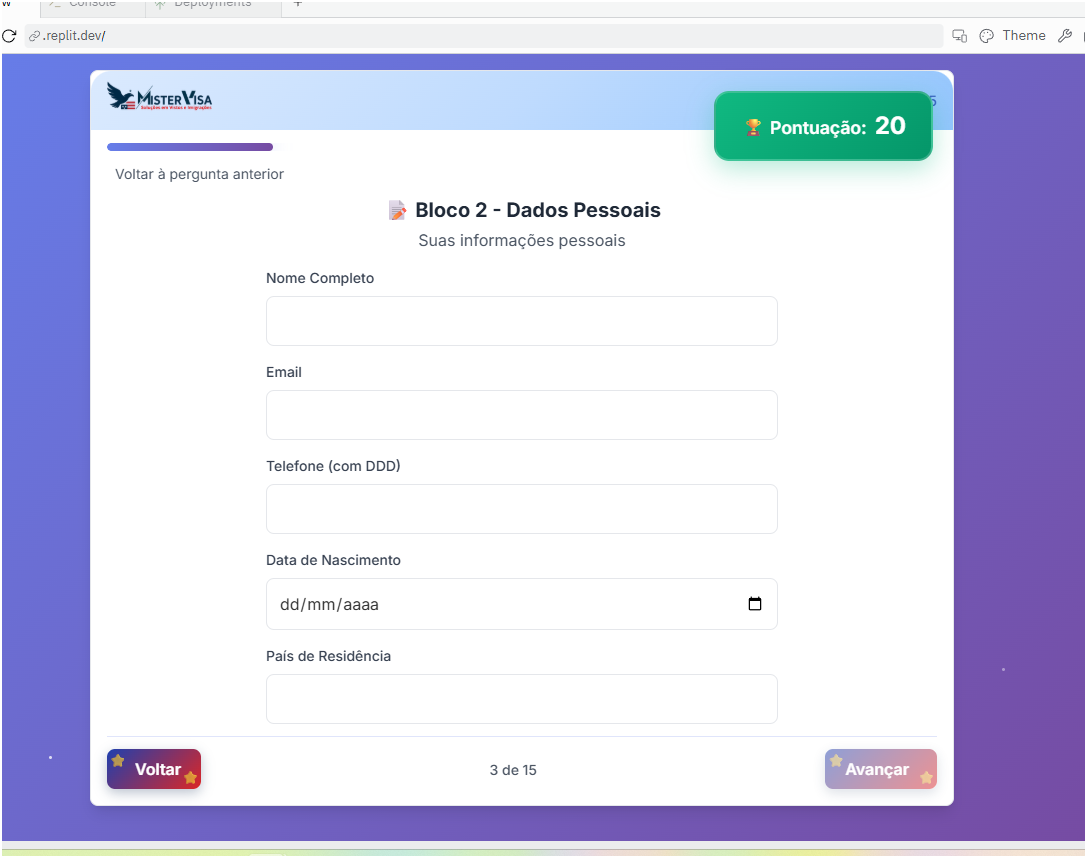 Console
Deployments
.replit.dev/
Theme
MISTER VISA
Soluções em Vistos e Imigrações
Pontuação: 20
5
Voltar à pergunta anterior
Bloco 2 - Dados Pessoais
Suas informações pessoais
Nome Completo
Email
Telefone (com DDD)
Data de Nascimento
dd/mm/aaaa
País de Residência
Voltar
3 de 15
Avançar